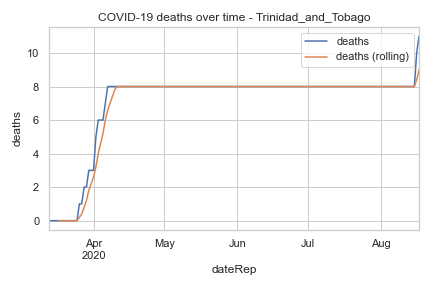 COVID-19 deaths over time - Trinidad_and_Tobago
deaths
deaths (rolling)
deaths
10
8
6
4
2
0
Apr May Jun Jul Aug
2020
dateRep